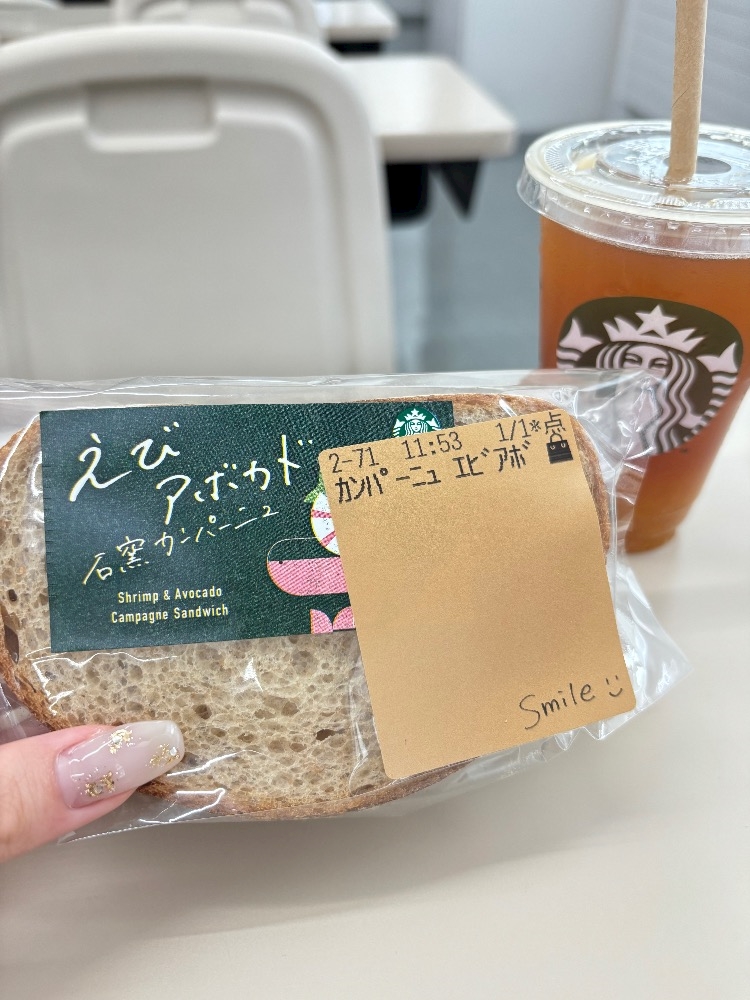 えび
アボカド
石窯カンパーニュ
Shrimp & Avocado
Campagne Sandwich
2-71 11:53 1/1*点
ｶﾝﾊﾟｰﾆｭ ｴﾋﾞｱﾎﾞ
Smile